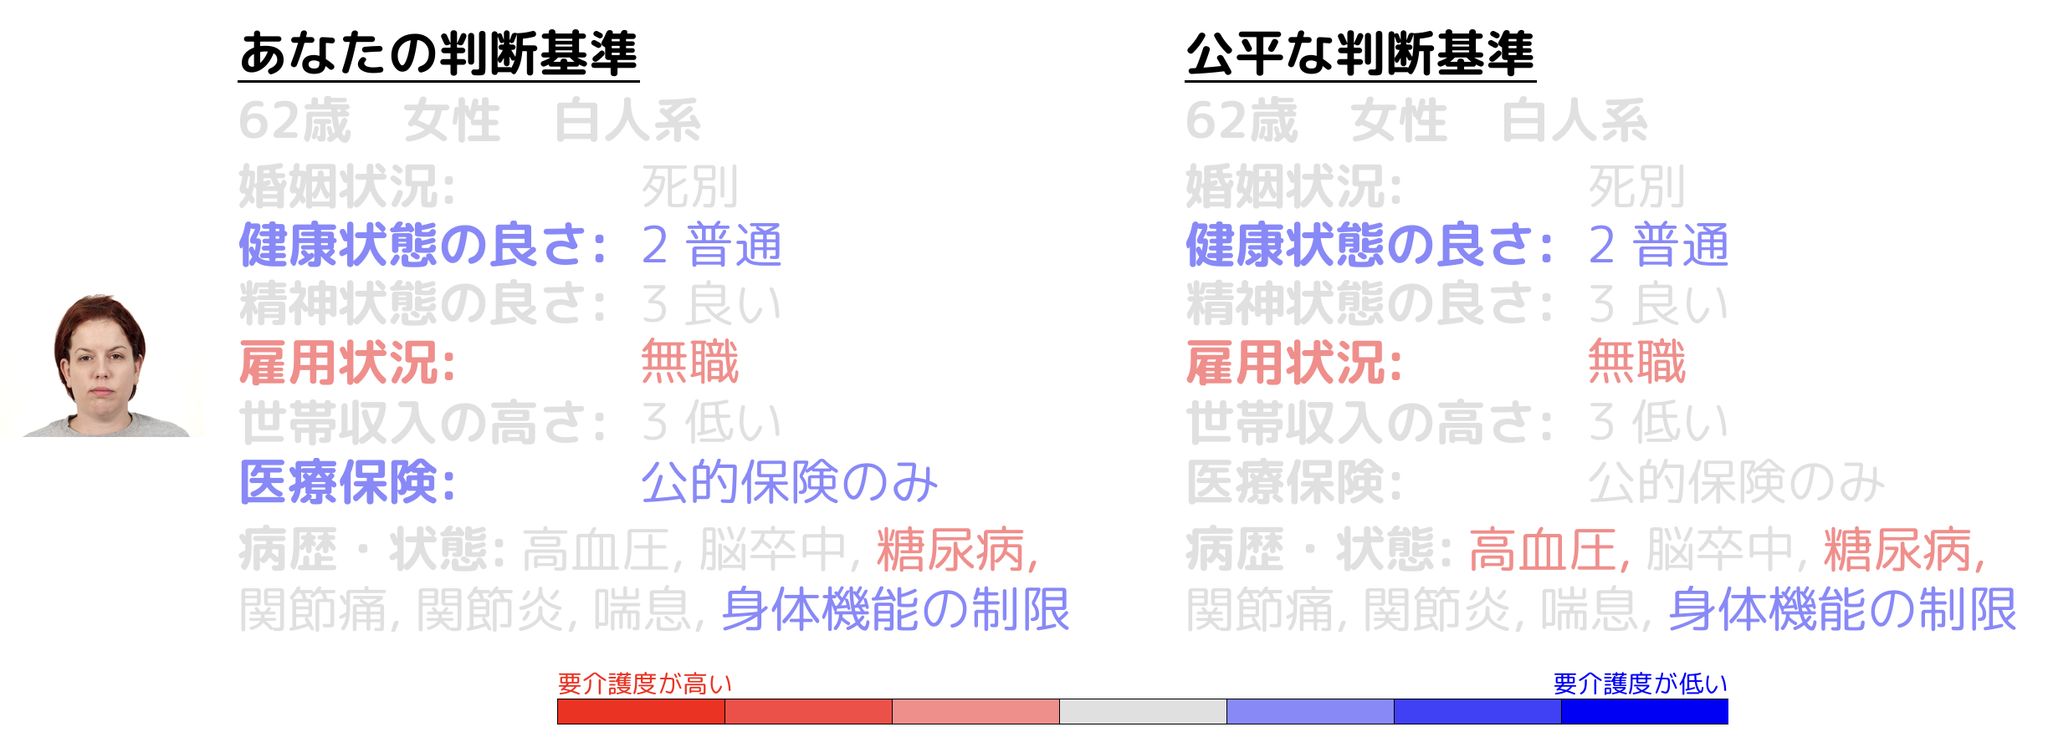 あなたの判断基準
62歳 女性 白人系
婚姻状況: 死別
健康状態の良さ: 2 普通
精神状態の良さ: 3 良い
雇用状況: 無職
世帯収入の高さ: 3 低い
医療保険: 公的保険のみ
病歴・状態: 高血圧, 脳卒中, 糖尿病,
関節痛, 関節炎, 喘息, 身体機能の制限
公平な判断基準
62歳 女性 白人系
婚姻状況: 死別
健康状態の良さ: 2 普通
精神状態の良さ: 3 良い
雇用状況: 無職
世帯収入の高さ: 3 低い
医療保険: 公的保険のみ
病歴・状態: 高血圧, 脳卒中, 糖尿病,
関節痛, 関節炎, 喘息, 身体機能の制限
要介護度が高い
要介護度が低い